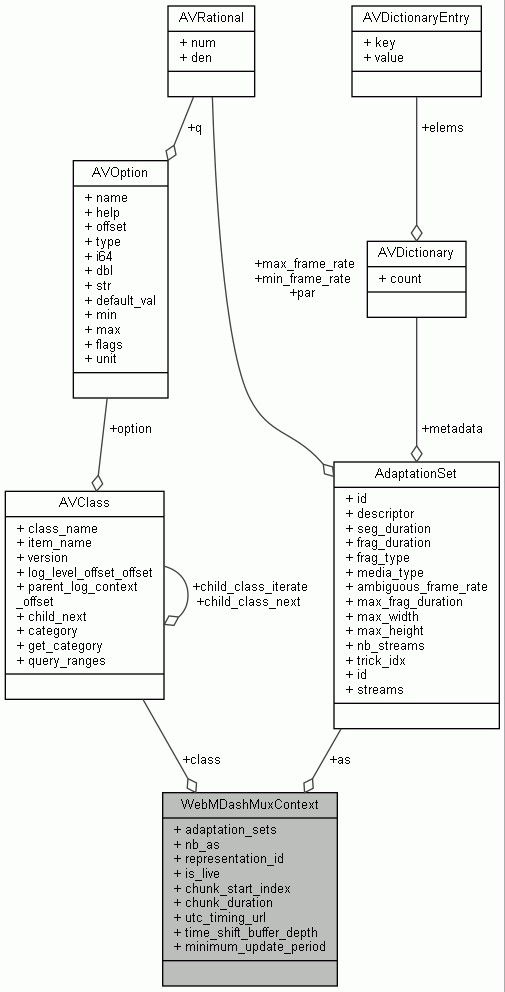 AVRational
+ num
+ den
AVDictionaryEntry
+ key
+ value
+q
+elems
AVOption
+ name
+ help
+ offset
+ type
+ i64
+ dbl
+ str
+ default_val
+ min
+ max
+ flags
+ unit
AVDictionary
+ count
+max_frame_rate
+min_frame_rate
+par
+option
+metadata
AVClass
+ class_name
+ item_name
+ version
+ log_level_offset_offset
+ parent_log_context
_offset
+ child_next
+ category
+ get_category
+ query_ranges
+child_class_iterate
+child_class_next
AdaptationSet
+ id
+ descriptor
+ seg_duration
+ frag_duration
+ frag_type
+ media_type
+ ambiguous_frame_rate
+ max_frag_duration
+ max_width
+ max_height
+ nb_streams
+ trick_idx
+ id
+ streams
+class
+as
WebMDashMuxContext
+ adaptation_sets
+ nb_as
+ representation_id
+ is_live
+ chunk_start_index
+ chunk_duration
+ utc_timing_url
+ time_shift_buffer_depth
+ minimum_update_period